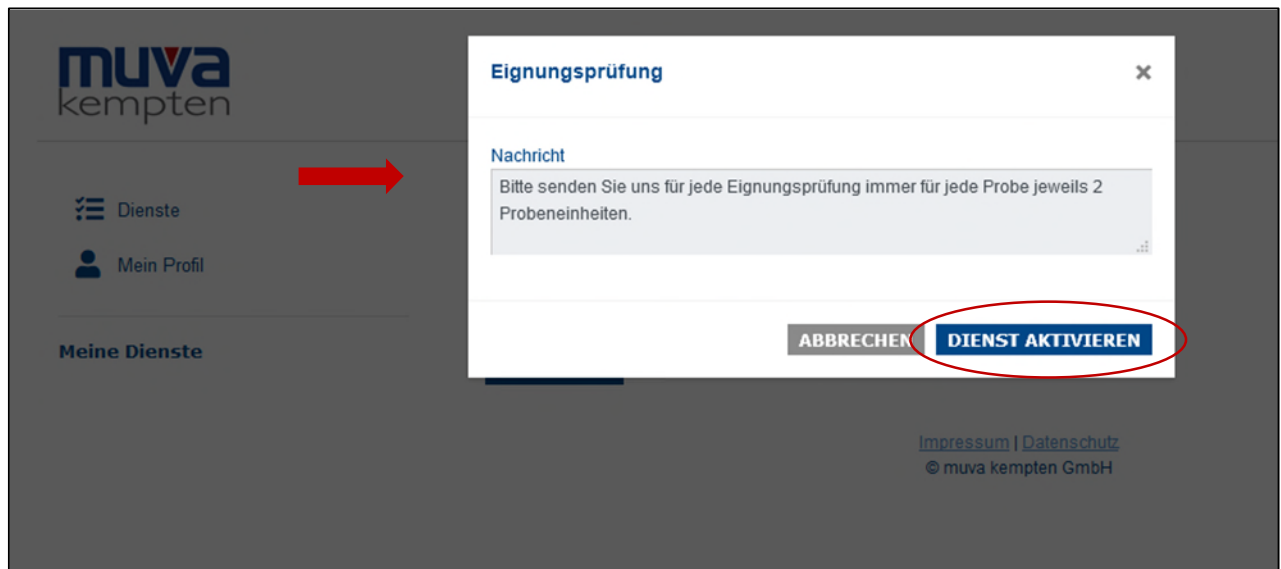 muva
kempten
Dienste
Mein Profil
Meine Dienste
Eignungsprüfung
Nachricht
Bitte senden Sie uns für jede Eignungsprüfung immer für jede Probe jeweils 2
Probeneinheiten.
ABBRECHEN
DIENST AKTIVIEREN
Impressum | Datenschutz
© muva kempten GmbH